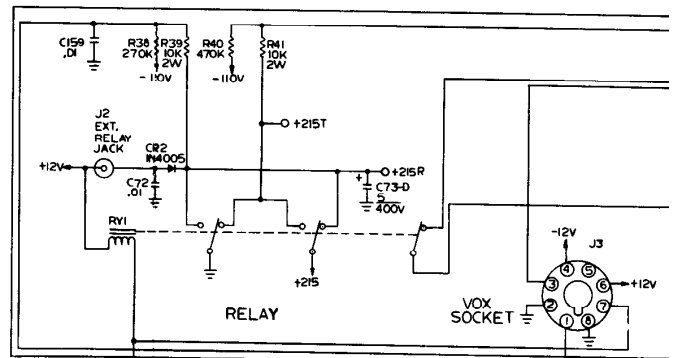 C159
.01
R38
270K
-110V
R39
10K
2W
R40
470K
-110V
R41
10K
2W
+215T
J2
EXT.
RELAY
JACK
CR2
1N4005
+12V
C72
.01
+215R
+
C73-D
5
400V
RY1
+215
RELAY
-12V
J3
4
5
3
6
+12V
2
7
1
8
VOX
SOCKET